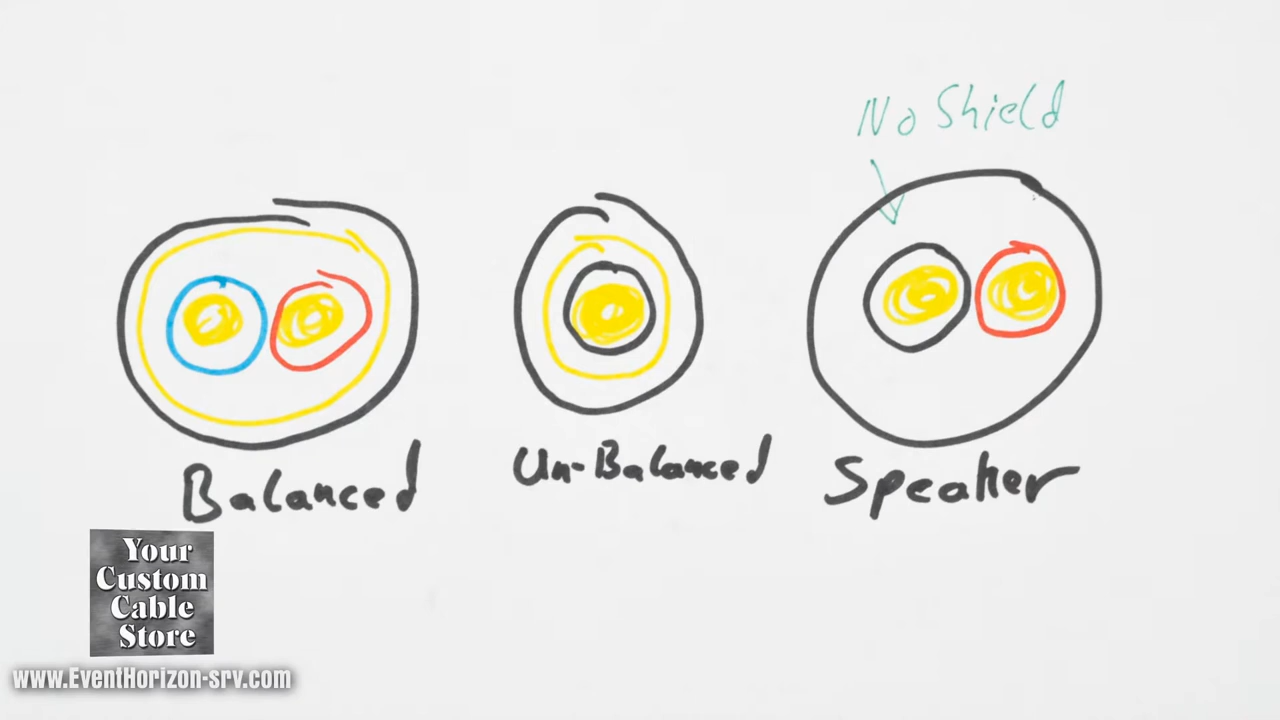 No Shield
Balanced
Un-Balanced
Speaker
Your
Custom
Cable
Store
www.EventHorizon-srv.com